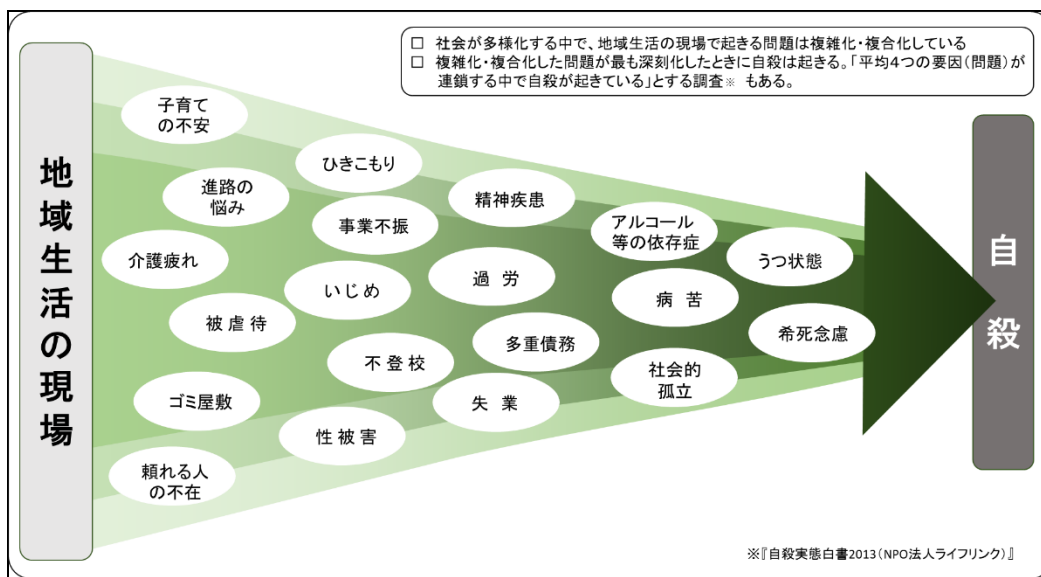 □ 社会が多様化する中で、地域生活の現場で起きる問題は複雑化・複合化している
□ 複雑化・複合化した問題が最も深刻化したときに自殺は起きる。「平均4つの要因(問題)が
連鎖する中で自殺が起きている」とする調査※ もある。
地域生活の現場
子育て
の不安
進路の
悩み
介護疲れ
被虐待
ゴミ屋敷
頼れる人
の不在
ひきこもり
事業不振
いじめ
不登校
性被害
精神疾患
過労
多重債務
失業
アルコール
等の依存症
病苦
社会的
孤立
うつ状態
希死念慮
自殺
※『自殺実態白書2013(NPO法人ライフリンク)』